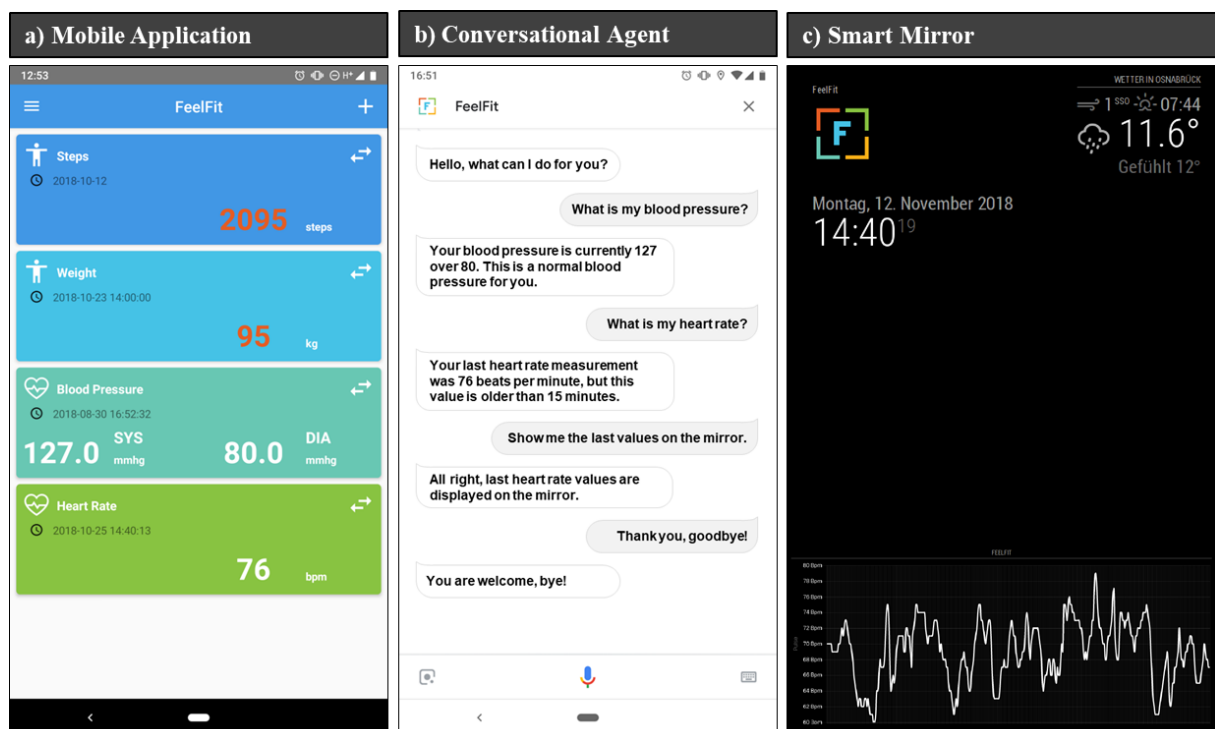 a) Mobile Application
12:53
H+
FeelFit
Steps
2018-10-12
2095 steps
Weight
2018-10-23 14:00:00
95 kg
Blood Pressure
2018-08-30 16:52:32
127.0 SYS mmhg 80.0 DIA mmhg
Heart Rate
2018-10-25 14:40:13
76 bpm
b) Conversational Agent
16:51
F FeelFit
Hello, what can I do for you?
What is my blood pressure?
Your blood pressure is currently 127
over 80. This is a normal blood
pressure for you.
What is my heart rate?
Your last heart rate measurement
was 76 beats per minute, but this
value is older than 15 minutes.
Show me the last values on the mirror.
All right, last heart rate values are
displayed on the mirror.
Thank you, goodbye!
You are welcome, bye!
c) Smart Mirror
FeelFit
F
WETTER IN OSNABRÜCK
1 SSO 07:44
11.6°
Gefühlt 12°
Montag, 12. November 2018
14:40 19
FEELFIT
80 Bpm
78 Bpm
76 Bpm
74 Bpm
72 Bpm
70 Bpm
68 Bpm
66 Bpm
64 Bpm
62 Bpm
60 Bpm